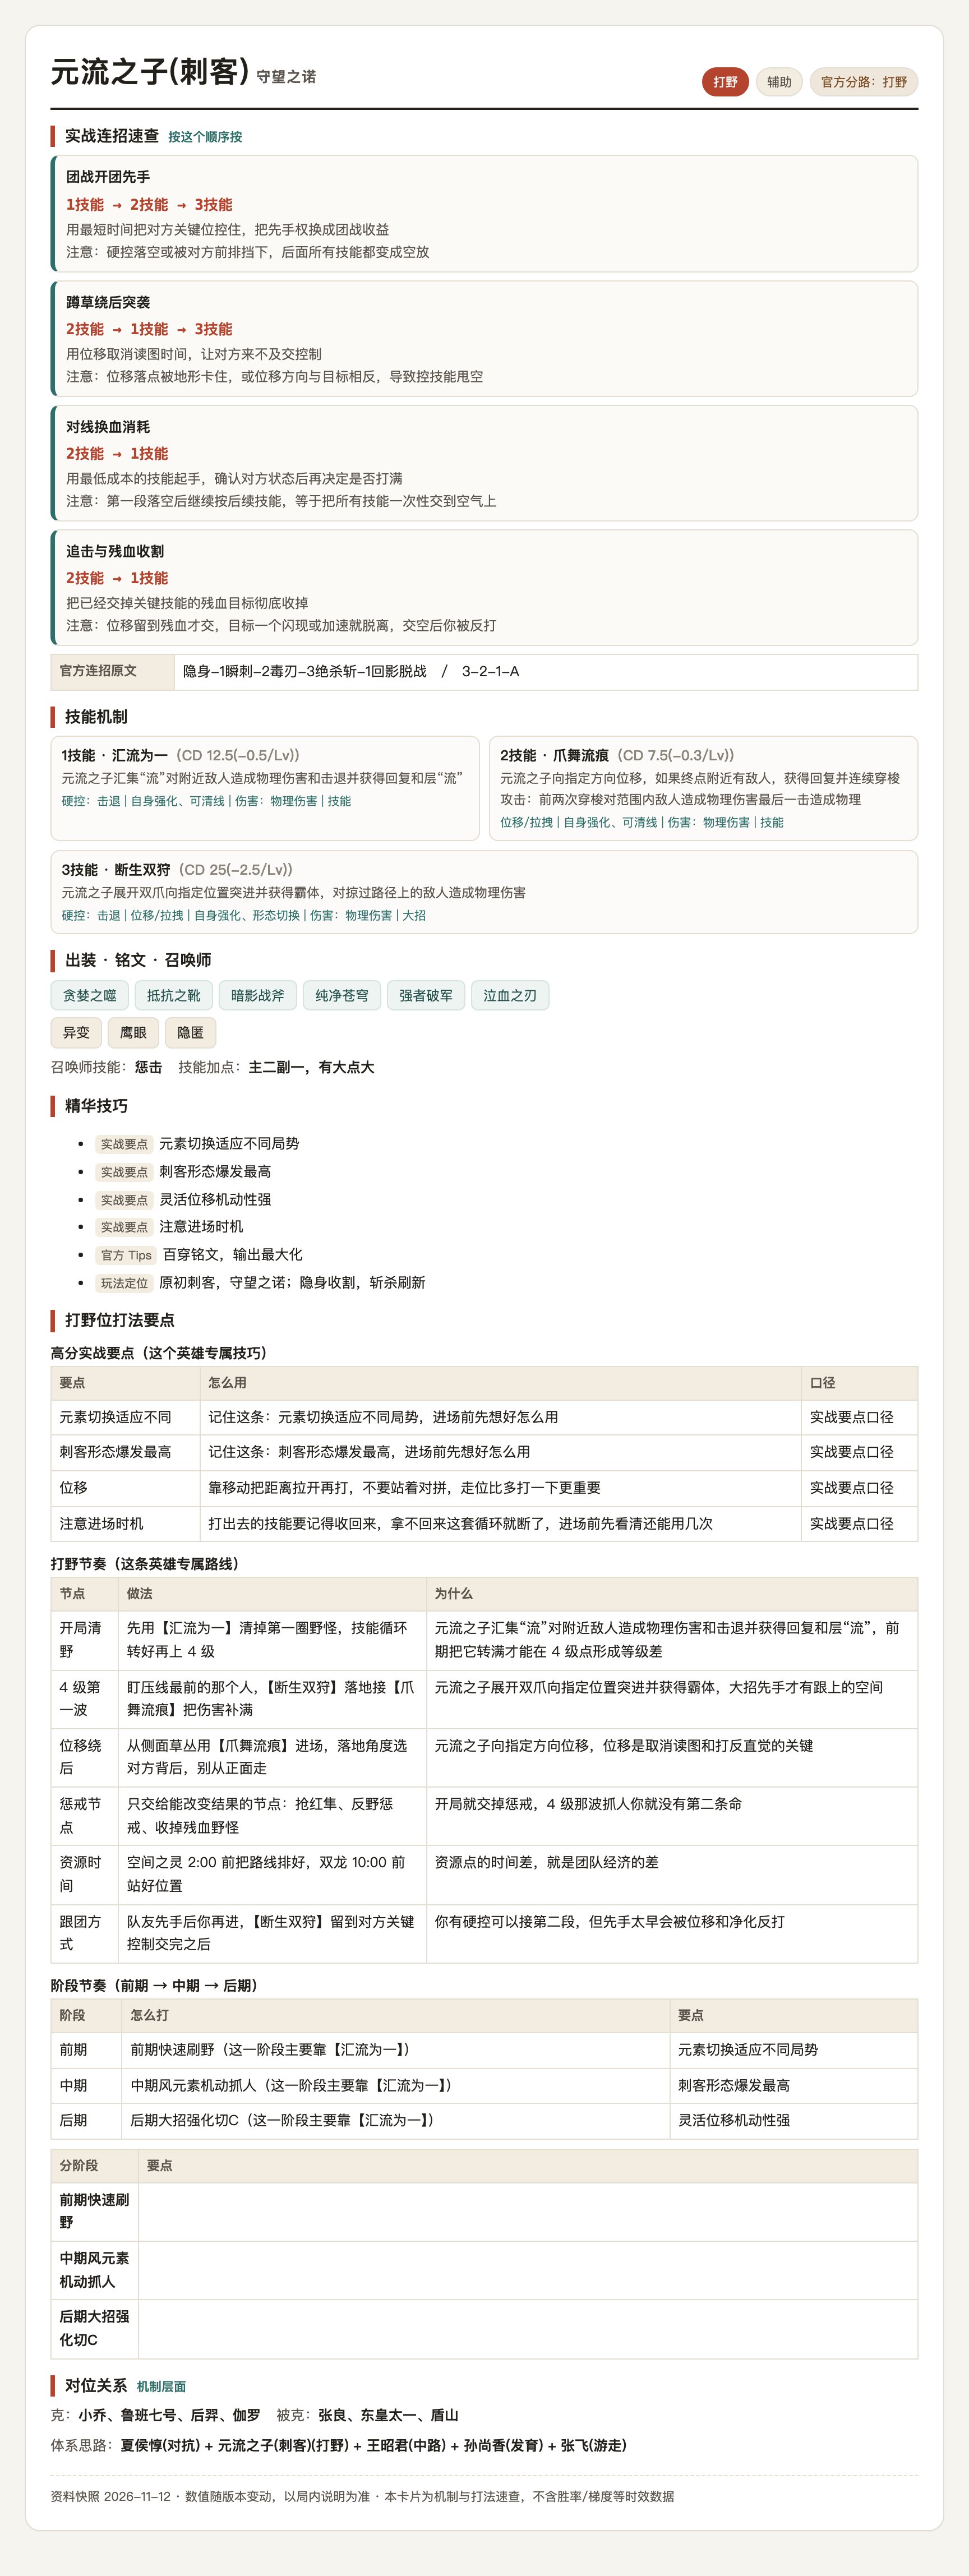 元流之子(刺客) 守望之诺
打野 辅助 官方分路：打野
实战连招速查 按这个顺序按
团战开团先手
1技能 → 2技能 → 3技能
用最短时间把对方关键位控住，把先手权换成团战收益
注意：硬控落空或被对方前排挡下，后面所有技能都变成空放
蹲草绕后突袭
2技能 → 1技能 → 3技能
用位移取消读图时间，让对方来不及交控制
注意：位移落点被地形卡住，或位移方向与目标相反，导致控技能甩空
对线换血消耗
2技能 → 1技能
用最低成本的技能起手，确认对方状态后再决定是否打满
注意：第一段落空后继续按后续技能，等于把所有技能一次性交到空气上
追击与残血收割
2技能 → 1技能
把已经交掉关键技能的残血目标彻底收掉
注意：位移留到残血才交，目标一个闪现或加速就脱离，交空后你被反打
官方连招原文 隐身–1瞬刺–2毒刃–3绝杀斩–1回影脱战 / 3–2–1–A
技能机制
1技能 · 汇流为一 (CD 12.5(−0.5/Lv))
元流之子汇集“流”对附近敌人造成物理伤害和击退并获得回复和层“流”
硬控：击退 | 自身强化、可清线 | 伤害：物理伤害 | 技能
2技能 · 爪舞流痕 (CD 7.5(−0.3/Lv))
元流之子向指定方向位移，如果终点附近有敌人，获得回复并连续穿梭
攻击：前两次穿梭对范围内敌人造成物理伤害最后一击造成物理
位移/拉拽 | 自身强化、可清线 | 伤害：物理伤害 | 技能
3技能 · 断生双狩 (CD 25(−2.5/Lv))
元流之子展开双爪向指定位置突进并获得霸体，对掠过路径上的敌人造成物理伤害
硬控：击退 | 位移/拉拽 | 自身强化、形态切换 | 伤害：物理伤害 | 大招
出装 · 铭文 · 召唤师
贪婪之噬 抵抗之靴 暗影战斧 纯净苍穹 强者破军 泣血之刃
异变 鹰眼 隐匿
召唤师技能：惩击 技能加点：主二副一，有大点大
精华技巧
• 实战要点 元素切换适应不同局势
• 实战要点 刺客形态爆发最高
• 实战要点 灵活位移机动性强
• 实战要点 注意进场时机
• 官方 Tips 百穿铭文，输出最大化
• 玩法定位 原初刺客，守望之诺；隐身收割，斩杀刷新
打野位打法要点
高分实战要点（这个英雄专属技巧）
要点 怎么用 口径
元素切换适应不同 记住这条：元素切换适应不同局势，进场前先想好怎么用 实战要点口径
刺客形态爆发最高 记住这条：刺客形态爆发最高，进场前先想好怎么用 实战要点口径
位移 靠移动把距离拉开再打，不要站着对拼，走位比多打一下更重要 实战要点口径
注意进场时机 打出去的技能要记得收回来，拿不回来这套循环就断了，进场前先看清还能用几次 实战要点口径
打野节奏（这条英雄专属路线）
节点 做法 为什么
开局清野 先用【汇流为一】清掉第一圈野怪，技能循环转好再上 4 级 元流之子汇集“流”对附近敌人造成物理伤害和击退并获得回复和层“流”，前期把它转满才能在 4 级点形成等级差
4 级第一波 盯压线最前的那个人，【断生双狩】落地接【爪舞流痕】把伤害补满 元流之子展开双爪向指定位置突进并获得霸体，大招先手才有跟上的空间
位移绕后 从侧面草丛用【爪舞流痕】进场，落地角度选对方背后，别从正面走 元流之子向指定方向位移，位移是取消读图和打反直觉的关键
惩戒节点 只交给能改变结果的节点：抢红隼、反野惩戒、收掉残血野怪 开局就交掉惩戒，4 级那波抓人你就没有第二条命
资源时间 空间之灵 2:00 前把路线排好，双龙 10:00 前站好位置 资源点的时间差，就是团队经济的差
跟团方式 队友先手后你再进，【断生双狩】留到对方关键控制交完之后 你有硬控可以接第二段，但先手太早会被位移和净化反打
阶段节奏（前期 → 中期 → 后期）
阶段 怎么打 要点
前期 前期快速刷野（这一阶段主要靠【汇流为一】） 元素切换适应不同局势
中期 中期风元素机动抓人（这一阶段主要靠【汇流为一】） 刺客形态爆发最高
后期 后期大招强化切C（这一阶段主要靠【汇流为一】） 灵活位移机动性强
分阶段 要点
前期快速刷野
中期风元素机动抓人
后期大招强化切C
对位关系 机制层面
克：小乔、鲁班七号、后羿、伽罗 被克：张良、东皇太一、盾山
体系思路：夏侯惇(对抗) + 元流之子(刺客)(打野) + 王昭君(中路) + 孙尚香(发育) + 张飞(游走)
资料快照 2026–11–12 · 数值随版本变动，以局内说明为准 · 本卡片为机制与打法速查，不含胜率/梯度等时效数据